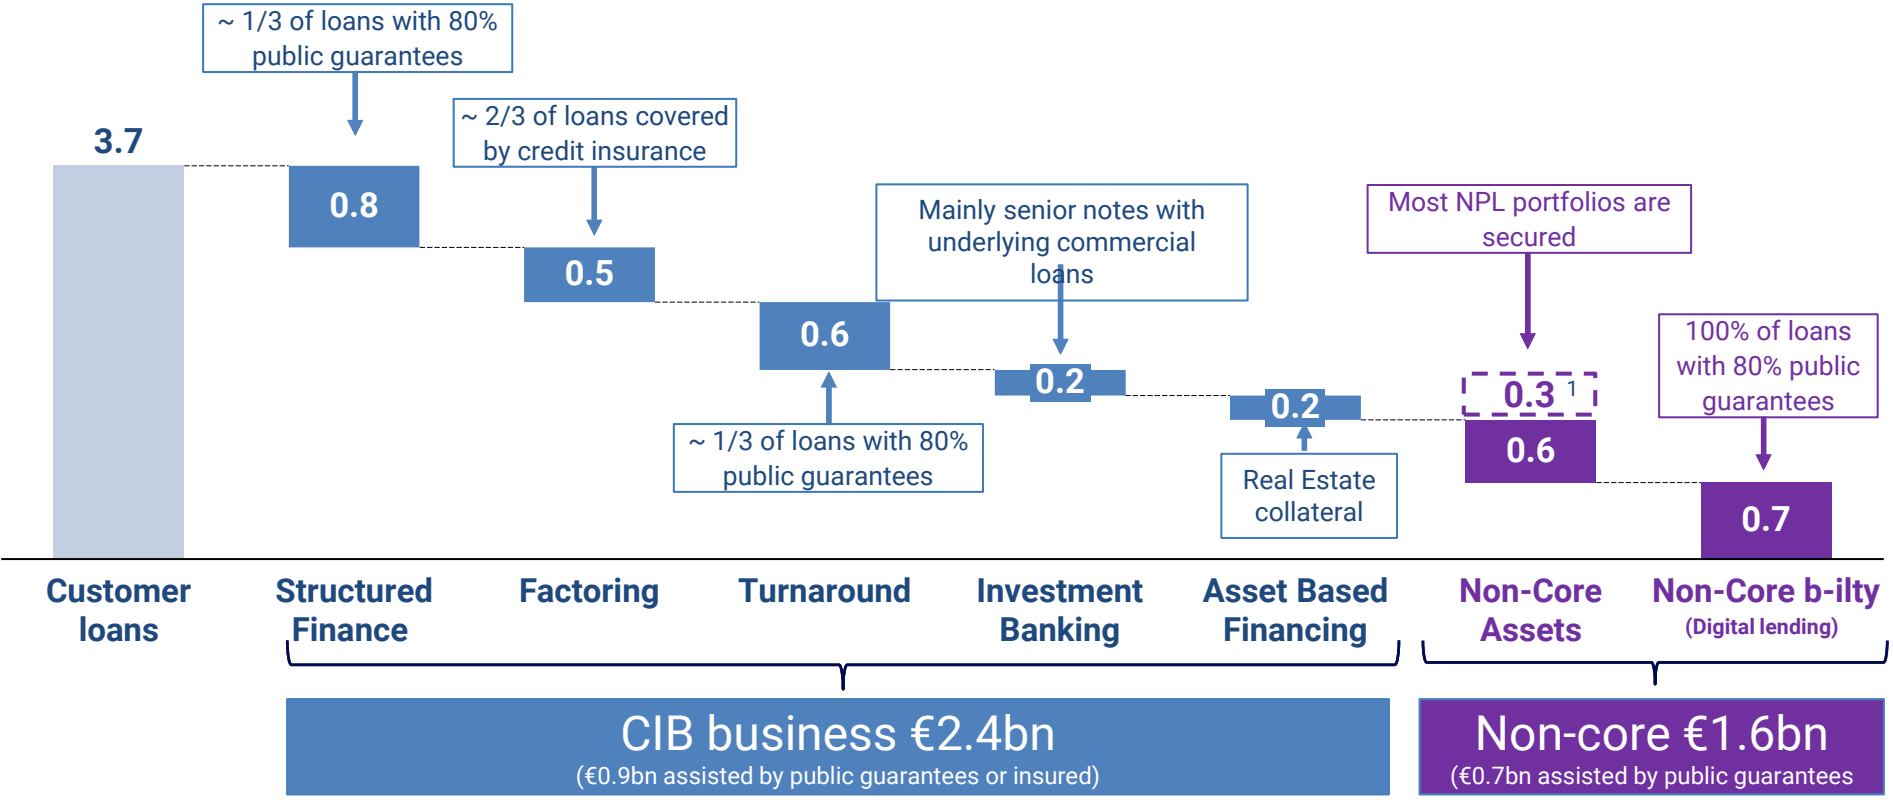 ~ 1/3 of loans with 80%
public guarantees
~ 2/3 of loans covered
by credit insurance
3.7
0.8
0.5
Mainly senior notes with
underlying commercial
loans
Most NPL portfolios are
secured
0.6
0.2
0.2
0.3 1
0.6
100% of loans
with 80% public
guarantees
~ 1/3 of loans with 80%
public guarantees
Real Estate
collateral
0.7
Customer
loans
Structured
Finance
Factoring
Turnaround
Investment
Banking
Asset Based
Financing
Non-Core
Assets
Non-Core b-ilty
(Digital lending)
CIB business €2.4bn
(€0.9bn assisted by public guarantees or insured)
Non-core €1.6bn
(€0.7bn assisted by public guarantees